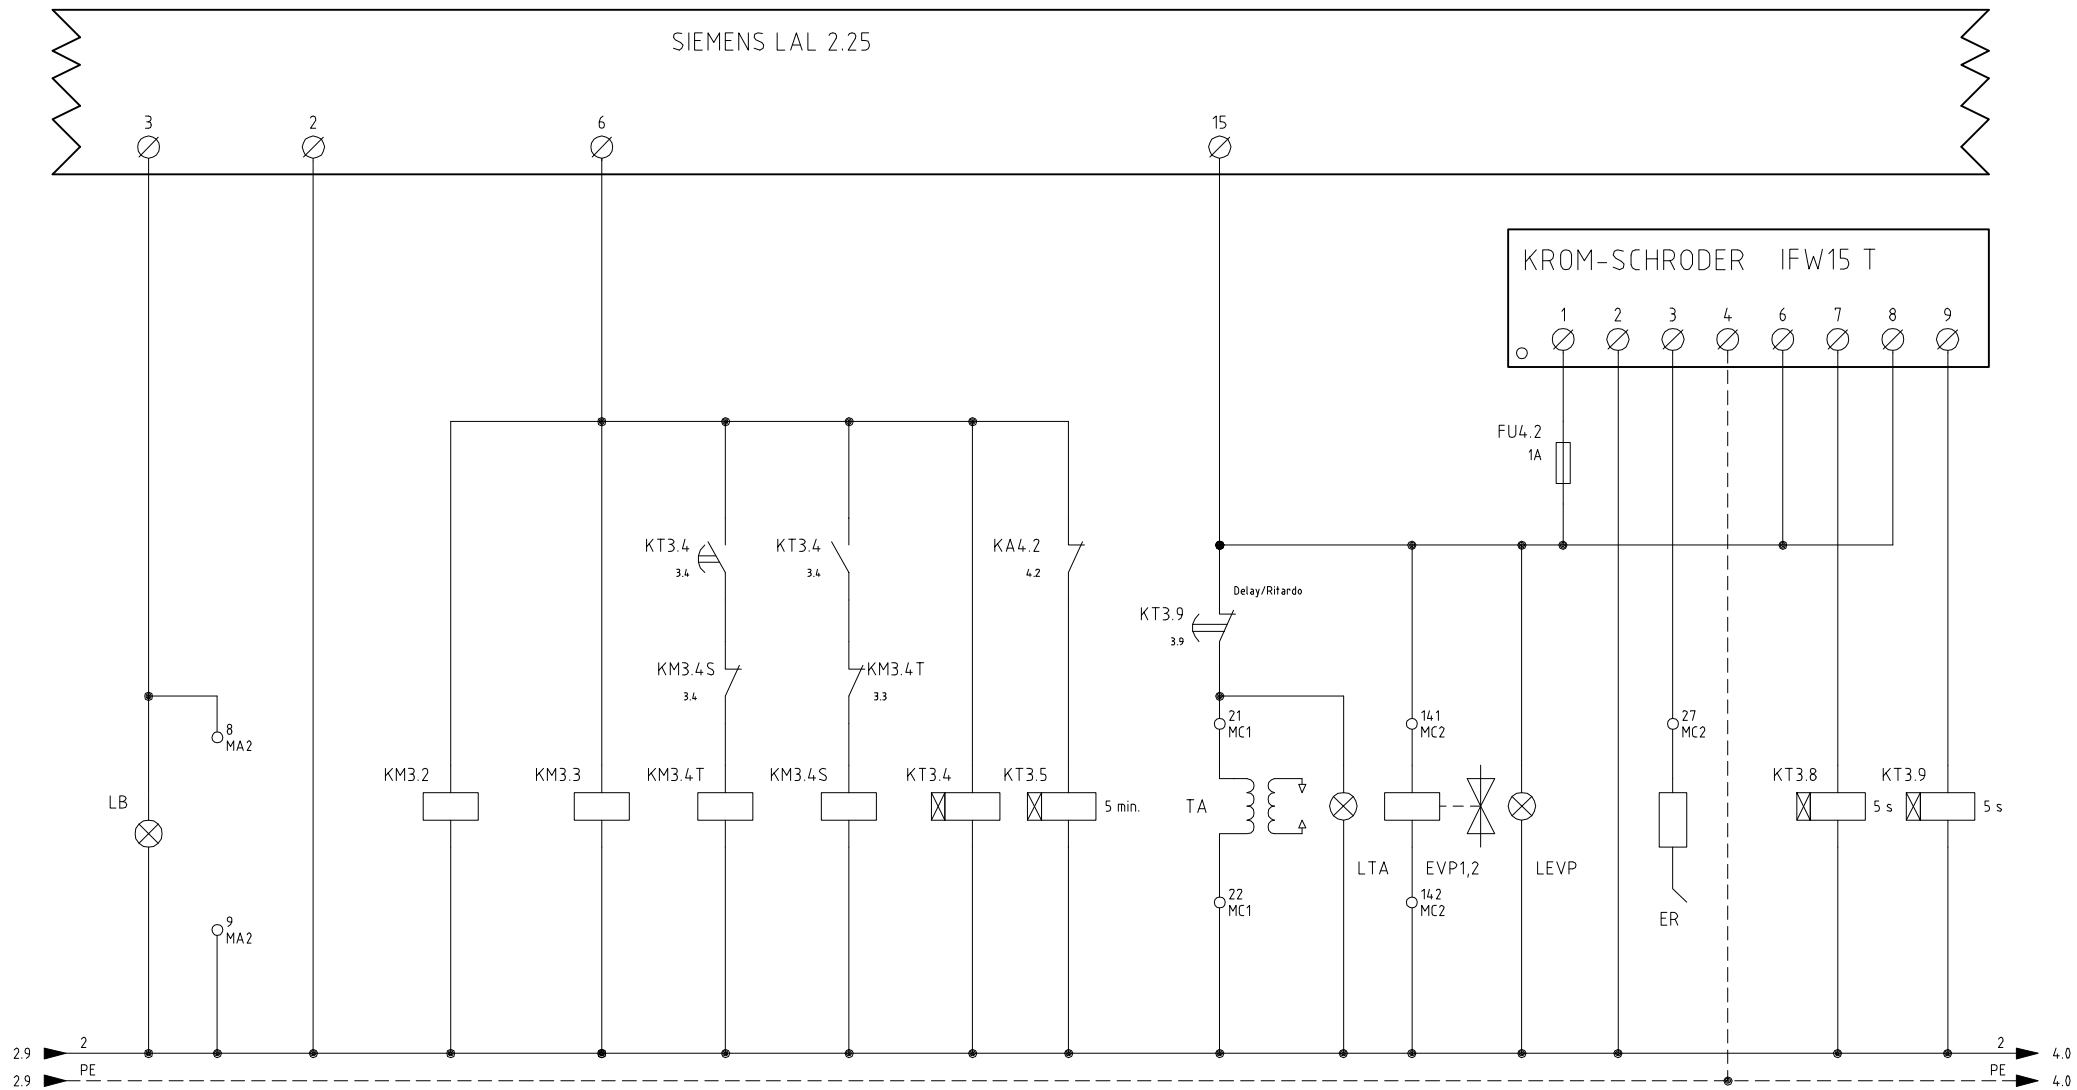 SIEMENS LAL 2.25
3
2
6
15
KROM-SCHRODER IFW15 T
1 2 3 4 6 7 8 9
FU4.2
1A
KT3.4
3.4
KT3.4
3.4
KA4.2
4.2
Delay/Ritardo
KT3.9
3.9
KM3.4S
3.4
KM3.4T
3.3
8
MA2
21
MC1
141
MC2
27
MC2
LB
KM3.2
KM3.3
KM3.4T
KM3.4S
KT3.4
KT3.5
5 min.
TA
KT3.8
5 s
KT3.9
5 s
LTA
EVP1,2
LEVP
22
MC1
142
MC2
ER
9
MA2
2.9
2
2
4.0
2.9
PE
PE
4.0